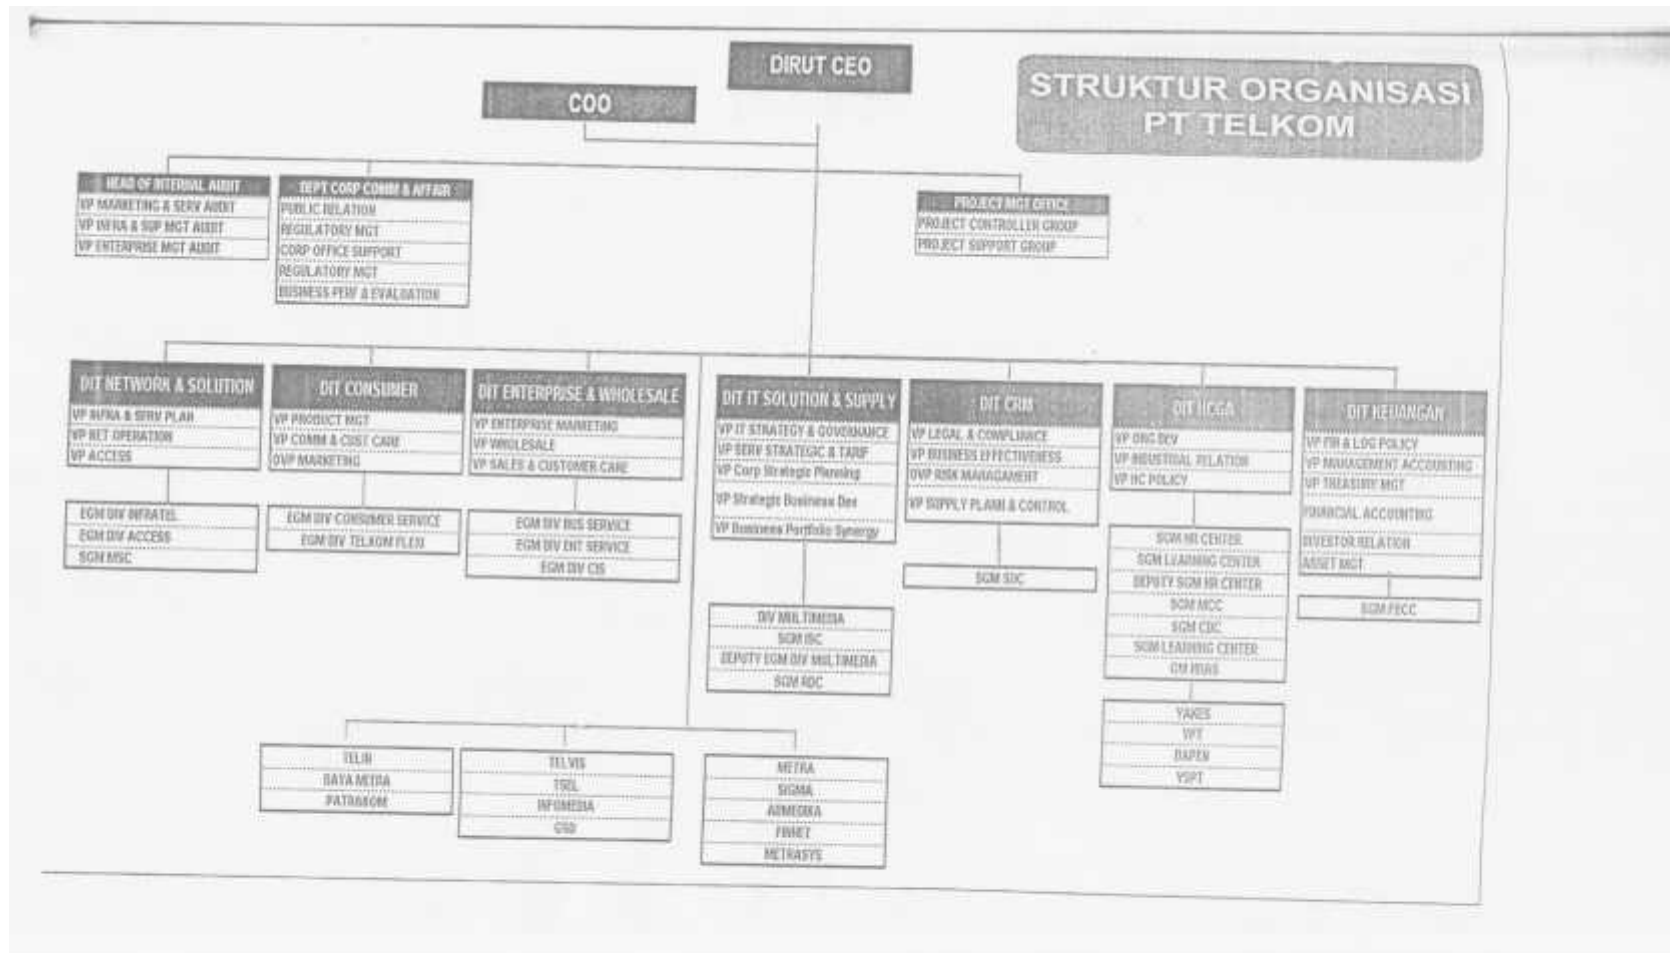 DIRUT CEO
COO
STRUKTUR ORGANISASI
PT TELKOM
HEAD OF INTERNAL AUDIT
VP MARKETING & SERV AUDIT
VP INFRA & SUP MGT AUDIT
VP ENTERPRISE MGT AUDIT
DEPT CORP COMM & AFFAIR
PUBLIC RELATION
REGULATORY MGT
CORP OFFICE SUPPORT
REGULATORY MGT
BUSINESS PERF & EVALUATION
PROJECT MGT OFFICE
PROJECT CONTROLLER GROUP
PROJECT SUPPORT GROUP
DIT NETWORK & SOLUTION
VP INFRA & SERV PLAN
VP NET OPERATION
VP ACCESS
EGM DIV INFRATEL
EGM DIV ACCESS
SGM MSC
DIT CONSUMER
VP PRODUCT MGT
VP COMM & CUST CARE
OVP MARKETING
EGM DIV CONSUMER SERVICE
EGM DIV TELKOM FLEXI
DIT ENTERPRISE & WHOLESALE
VP ENTERPRISE MARKETING
VP WHOLESALE
VP SALES & CUSTOMER CARE
EGM DIV BUS SERVICE
EGM DIV ENT SERVICE
EGM DIV CIS
DIT IT SOLUTION & SUPPLY
VP IT STRATEGY & GOVERNANCE
VP SERV STRATEGIC & TARIF
VP Corp Strategic Planning
VP Strategic Business Dev
VP Business Portfolio Synergy
DIV MULTIMEDIA
SGM ISC
DEPUTY EGM DIV MULTIMEDIA
SGM RDC
DIT CRM
VP LEGAL & COMPLIANCE
VP BUSINESS EFFECTIVENESS
OVP RISK MANAGAMENT
VP SUPPLY PLANN & CONTROL
SGM SUC
DIT HCGA
VP ORG DEV
VP INDUSTRIAL RELATION
VP HC POLICY
SGM HR CENTER
SGM LEARNING CENTER
DEPUTY SGM HR CENTER
SGM MCC
SGM CDC
SGM LEARNING CENTER
GM
YAKES
YPT
DAPEN
YSPT
DIT KEUANGAN
VP FIN & LOG POLICY
VP MANAGEMENT ACCOUNTING
VP TREASURY MGT
FINANCIAL ACCOUNTING
INVESTOR RELATION
ASSET MGT
SGM FECC
TELIN
DAYA MITRA
PATRAKOM
TELVIS
TSEL
INFOMEDIA
GSD
METRA
SIGMA
ADMEDIKA
FINNET
METRASYS